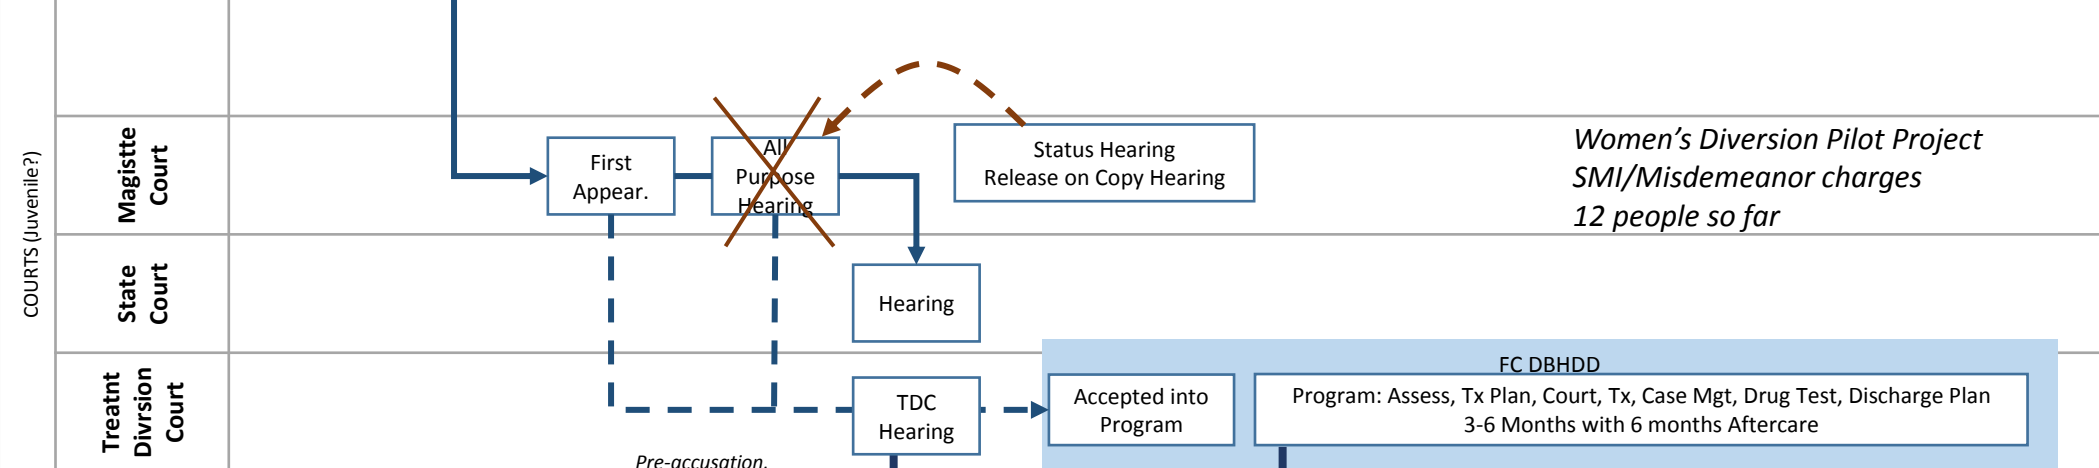 COURTS (Juvenile?)
Magistte
Court
First
Appear.
All
Purpose
Hearing
Status Hearing
Release on Copy Hearing
Women's Diversion Pilot Project
SMI/Misdemeanor charges
12 people so far
State
Court
Hearing
Treatnt
Divrsion
Court
TDC
Hearing
FC DBHDD
Accepted into
Program
Program: Assess, Tx Plan, Court, Tx, Case Mgt, Drug Test, Discharge Plan
3-6 Months with 6 months Aftercare
Pre-accusation.